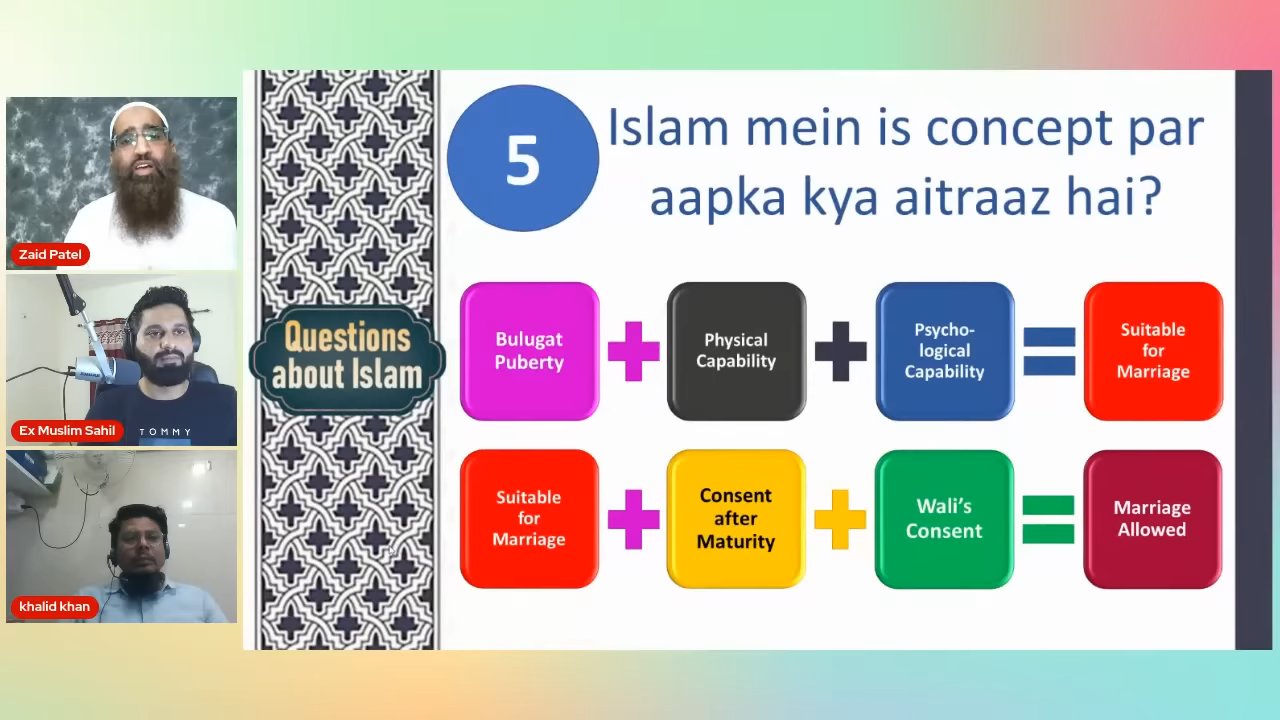 Zaid Patel
Ex Muslim Sahil
TOMMY
khalid khan
Questions
about Islam
5
Islam mein is concept par
aapka kya aitraaz hai?
Bulugat
Puberty
Physical
Capability
Psycho-
logical
Capability
Suitable
for
Marriage
Suitable
for
Marriage
Consent
after
Maturity
Wali’s
Consent
Marriage
Allowed